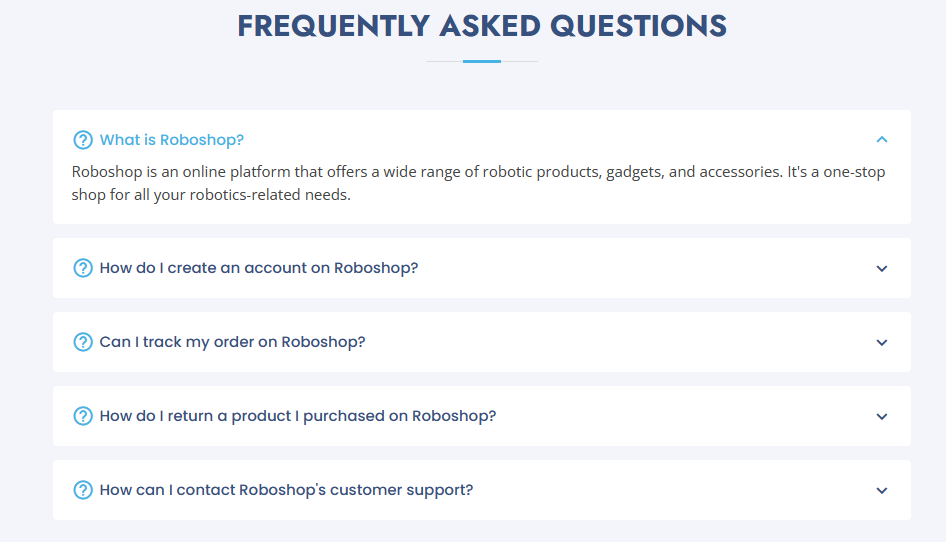 FREQUENTLY ASKED QUESTIONS
What is Roboshop?
Roboshop is an online platform that offers a wide range of robotic products, gadgets, and accessories. It's a one-stop
shop for all your robotics-related needs.
How do I create an account on Roboshop?
Can I track my order on Roboshop?
How do I return a product I purchased on Roboshop?
How can I contact Roboshop's customer support?